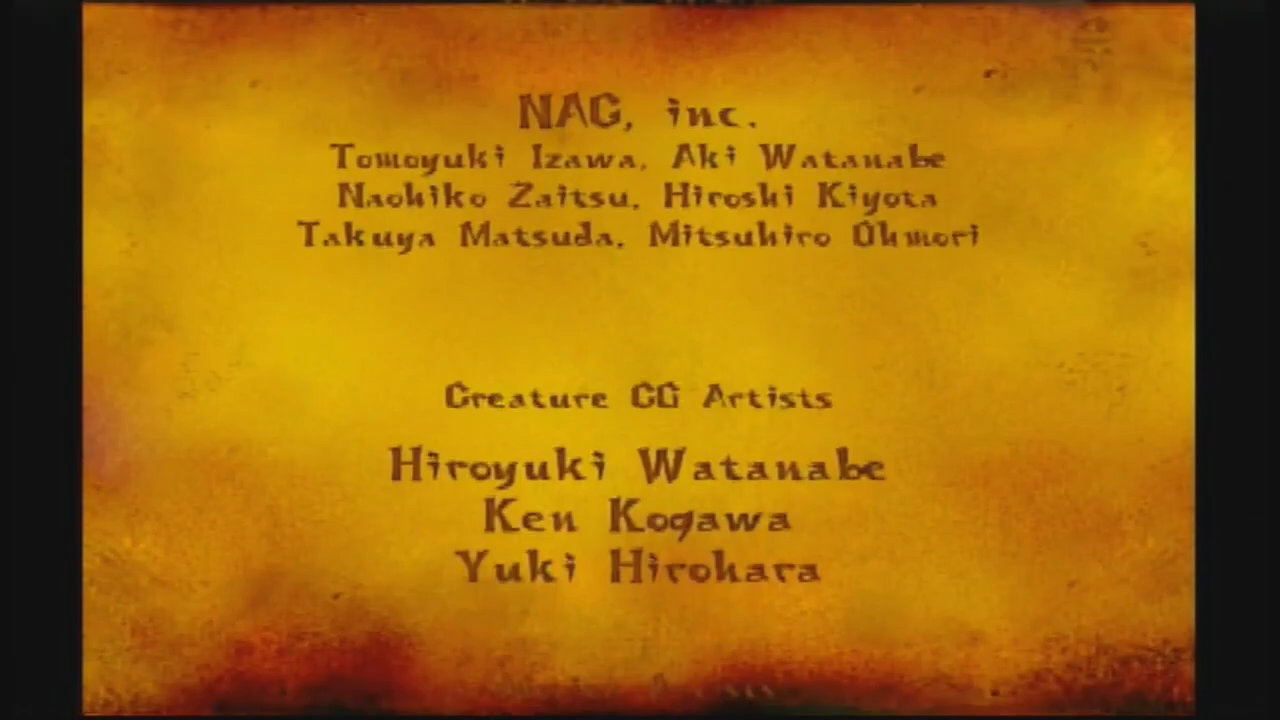 NAG, inc.
Tomoyuki Izawa, Aki Watanabe
Naohiko Zaitsu, Hiroshi Kiyota
Takuya Matsuda, Mitsuhiro Ohmori
Creature CG Artists
Hiroyuki Watanabe
Ken Kogawa
Yuki Hirohara